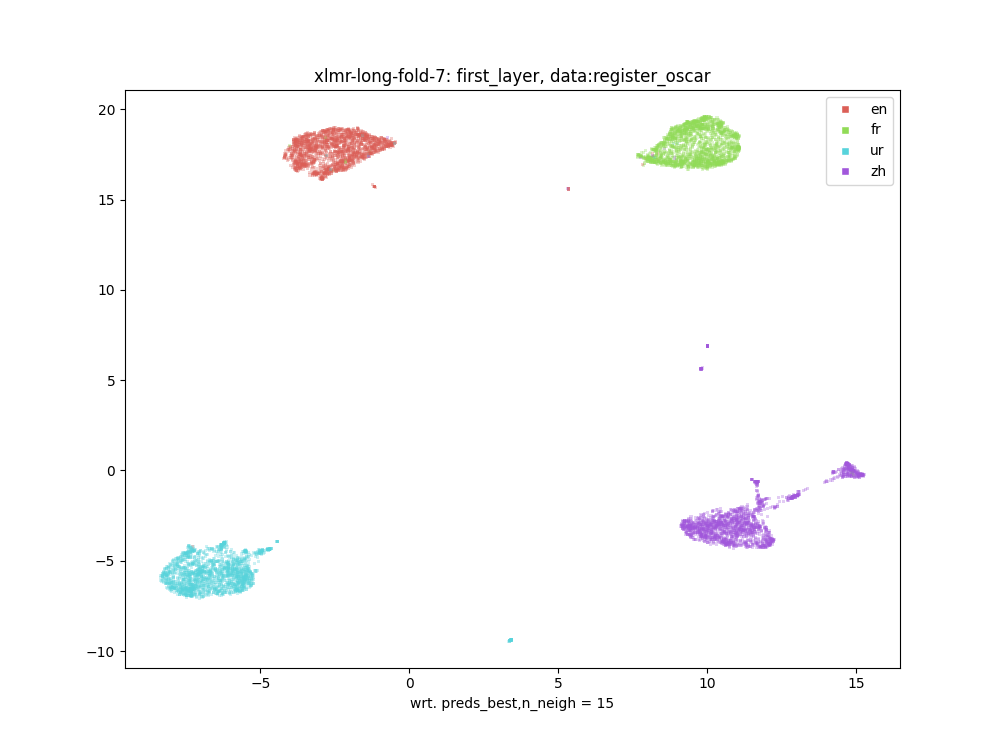 xlmr-long-fold-7: first_layer, data:register_oscar
en
fr
ur
zh
20
15
10
5
0
−5
−10
−5
0
5
10
15
wrt. preds_best,n_neigh = 15